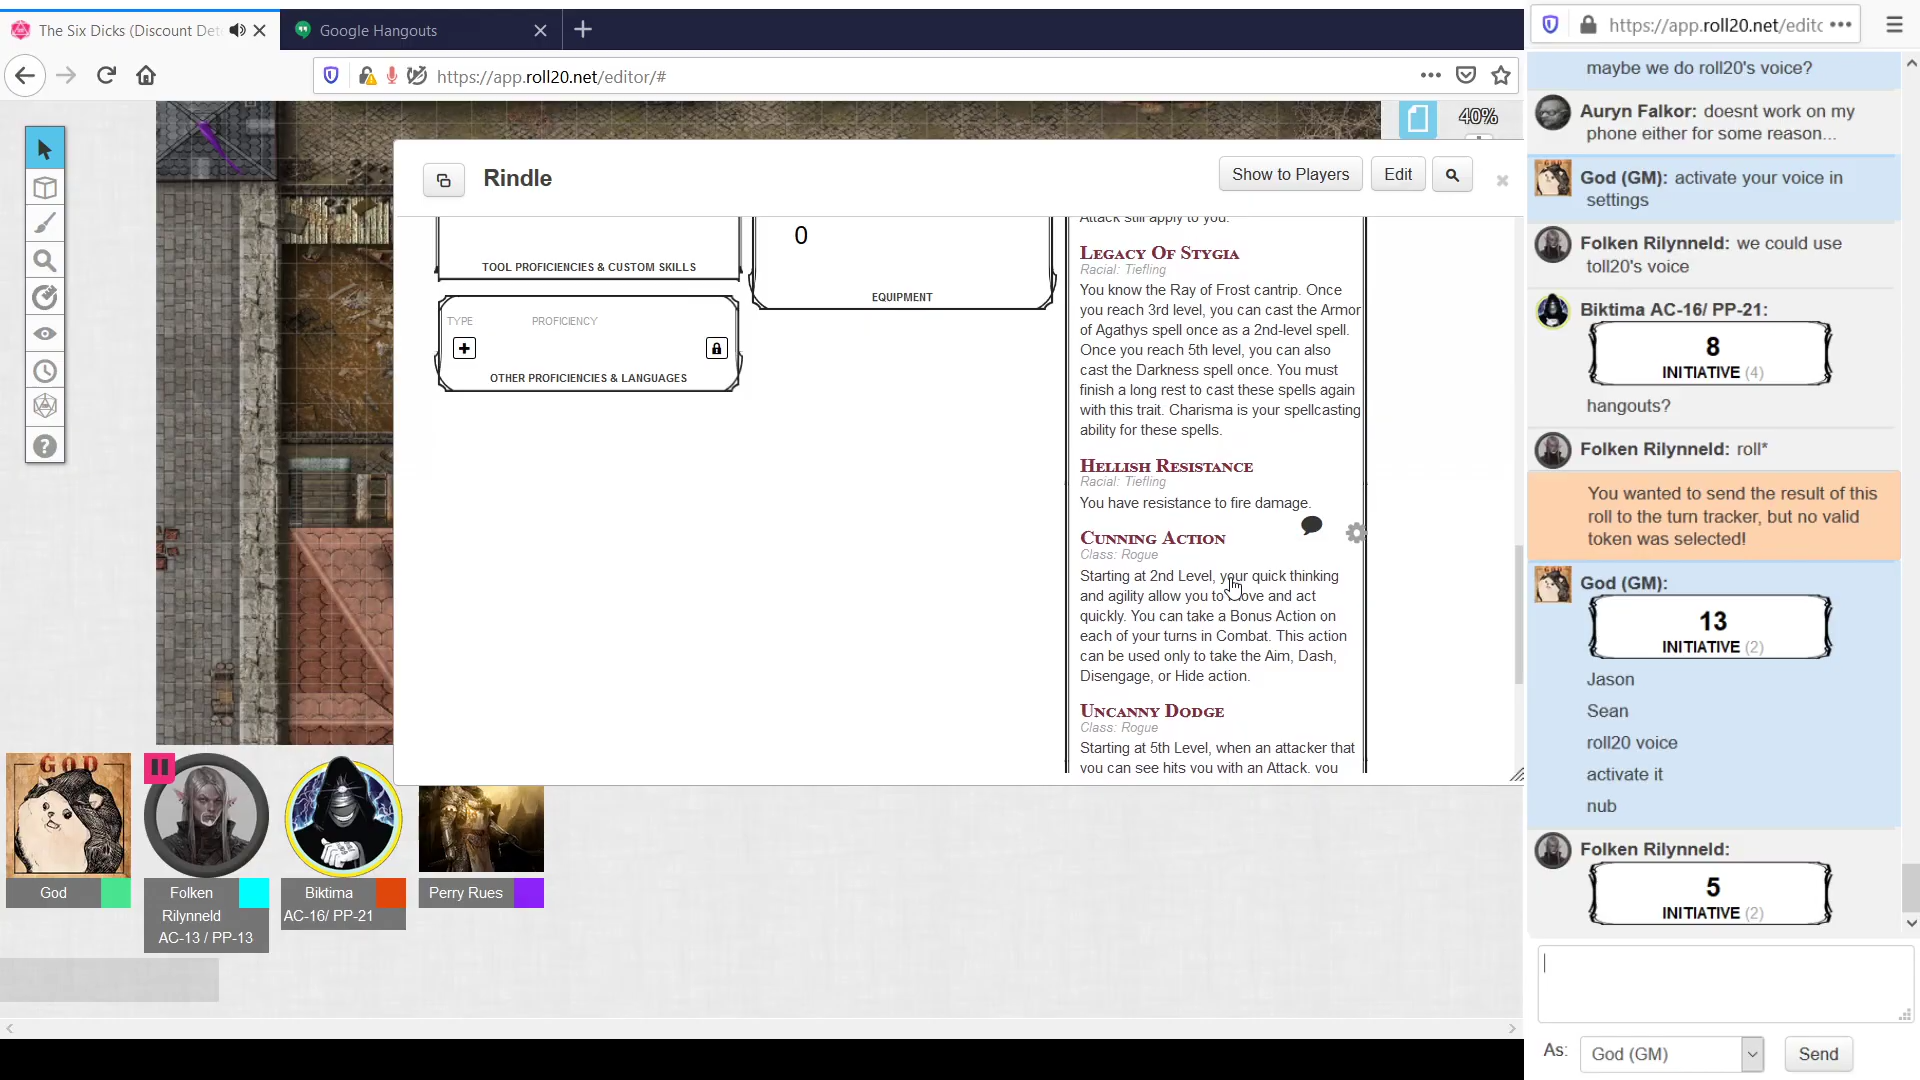 The Six Dicks (Discount Det
Google Hangouts
https://app.roll20.net/editor/#
https://app.roll20.net/editc
40%
Rindle
Show to Players
Edit
0
TOOL PROFICIENCIES & CUSTOM SKILLS
EQUIPMENT
TYPE PROFICIENCY
OTHER PROFICIENCIES & LANGUAGES
Attack still apply to you.
Legacy Of Stygia
Racial: Tiefling
You know the Ray of Frost cantrip. Once
you reach 3rd level, you can cast the Armor
of Agathys spell once as a 2nd-level spell.
Once you reach 5th level, you can also
cast the Darkness spell once. You must
finish a long rest to cast these spells again
with this trait. Charisma is your spellcasting
ability for these spells.
Hellish Resistance
Racial: Tiefling
You have resistance to fire damage.
Cunning Action
Class: Rogue
Starting at 2nd Level, your quick thinking
and agility allow you to move and act
quickly. You can take a Bonus Action on
each of your turns in Combat. This action
can be used only to take the Aim, Dash,
Disengage, or Hide action.
Uncanny Dodge
Class: Rogue
Starting at 5th Level, when an attacker that
you can see hits you with an Attack, you
GOD
God
Folken
Rilynneld
AC-13 / PP-13
Biktima
AC-16/ PP-21
Perry Rues
maybe we do roll20's voice?
Auryn Falkor: doesnt work on my
phone either for some reason...
God (GM): activate your voice in
settings
Folken Rilynneld: we could use
toll20's voice
Biktima AC-16/ PP-21:
8
INITIATIVE (4)
hangouts?
Folken Rilynneld: roll*
You wanted to send the result of this
roll to the turn tracker, but no valid
token was selected!
God (GM):
13
INITIATIVE (2)
Jason
Sean
roll20 voice
activate it
nub
Folken Rilynneld:
5
INITIATIVE (2)
As: God (GM) Send